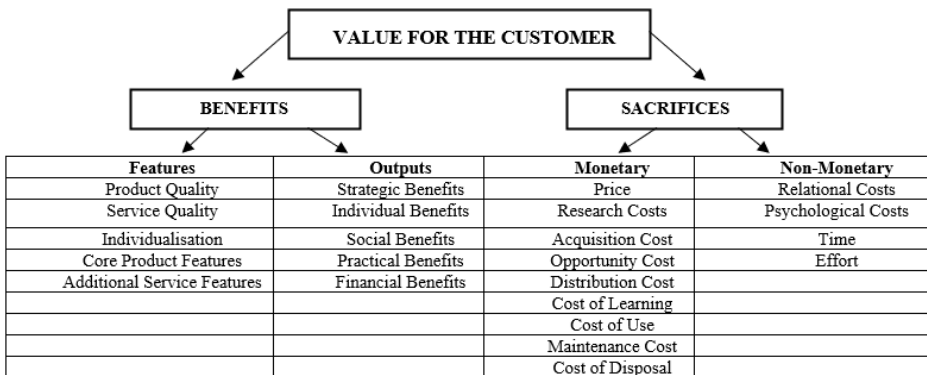 VALUE FOR THE CUSTOMER
BENEFITS SACRIFICES
Features Outputs Monetary Non-Monetary
Product Quality Strategic Benefits Price Relational Costs
Service Quality Individual Benefits Research Costs Psychological Costs
Individualisation Social Benefits Acquisition Cost Time
Core Product Features Practical Benefits Opportunity Cost Effort
Additional Service Features Financial Benefits Distribution Cost
Cost of Learning
Cost of Use
Maintenance Cost
Cost of Disposal